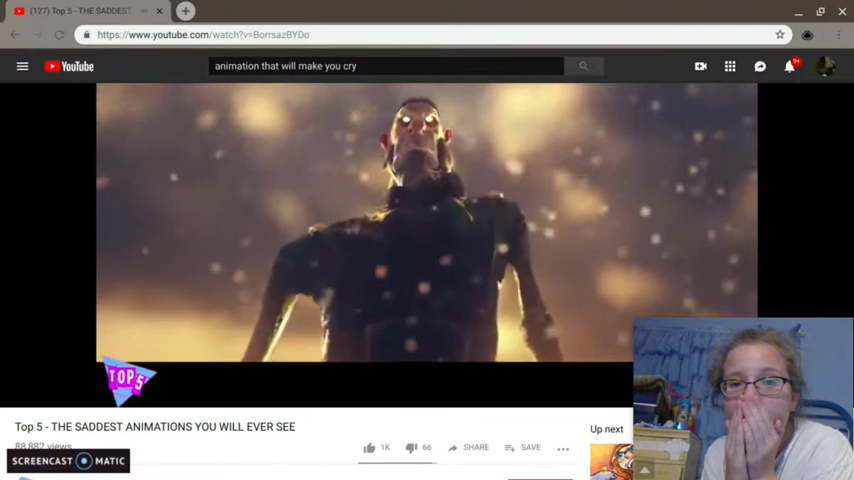 (127) Top 5 - THE SADDEST
https://www.youtube.com/watch?v=BorrsazBYDo
YouTube
animation that will make you cry
9+
TOP 5
Top 5 - THE SADDEST ANIMATIONS YOU WILL EVER SEE
88,882 views
1K
66
SHARE
SAVE
Up next
SCREENCAST MATIC